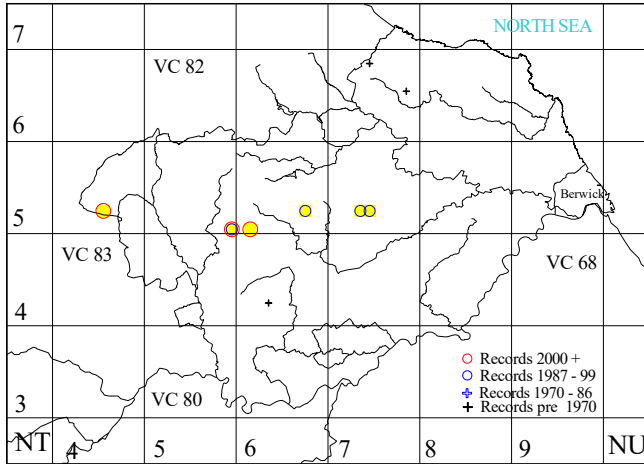 7
NORTH SEA
VC 82
6
Berwick
5
VC 83
VC 68
4
Records 2000 +
Records 1987 - 99
VC 80
Records 1970 - 86
Records pre 1970
3
NT 4 5 6 7 8 9 NU